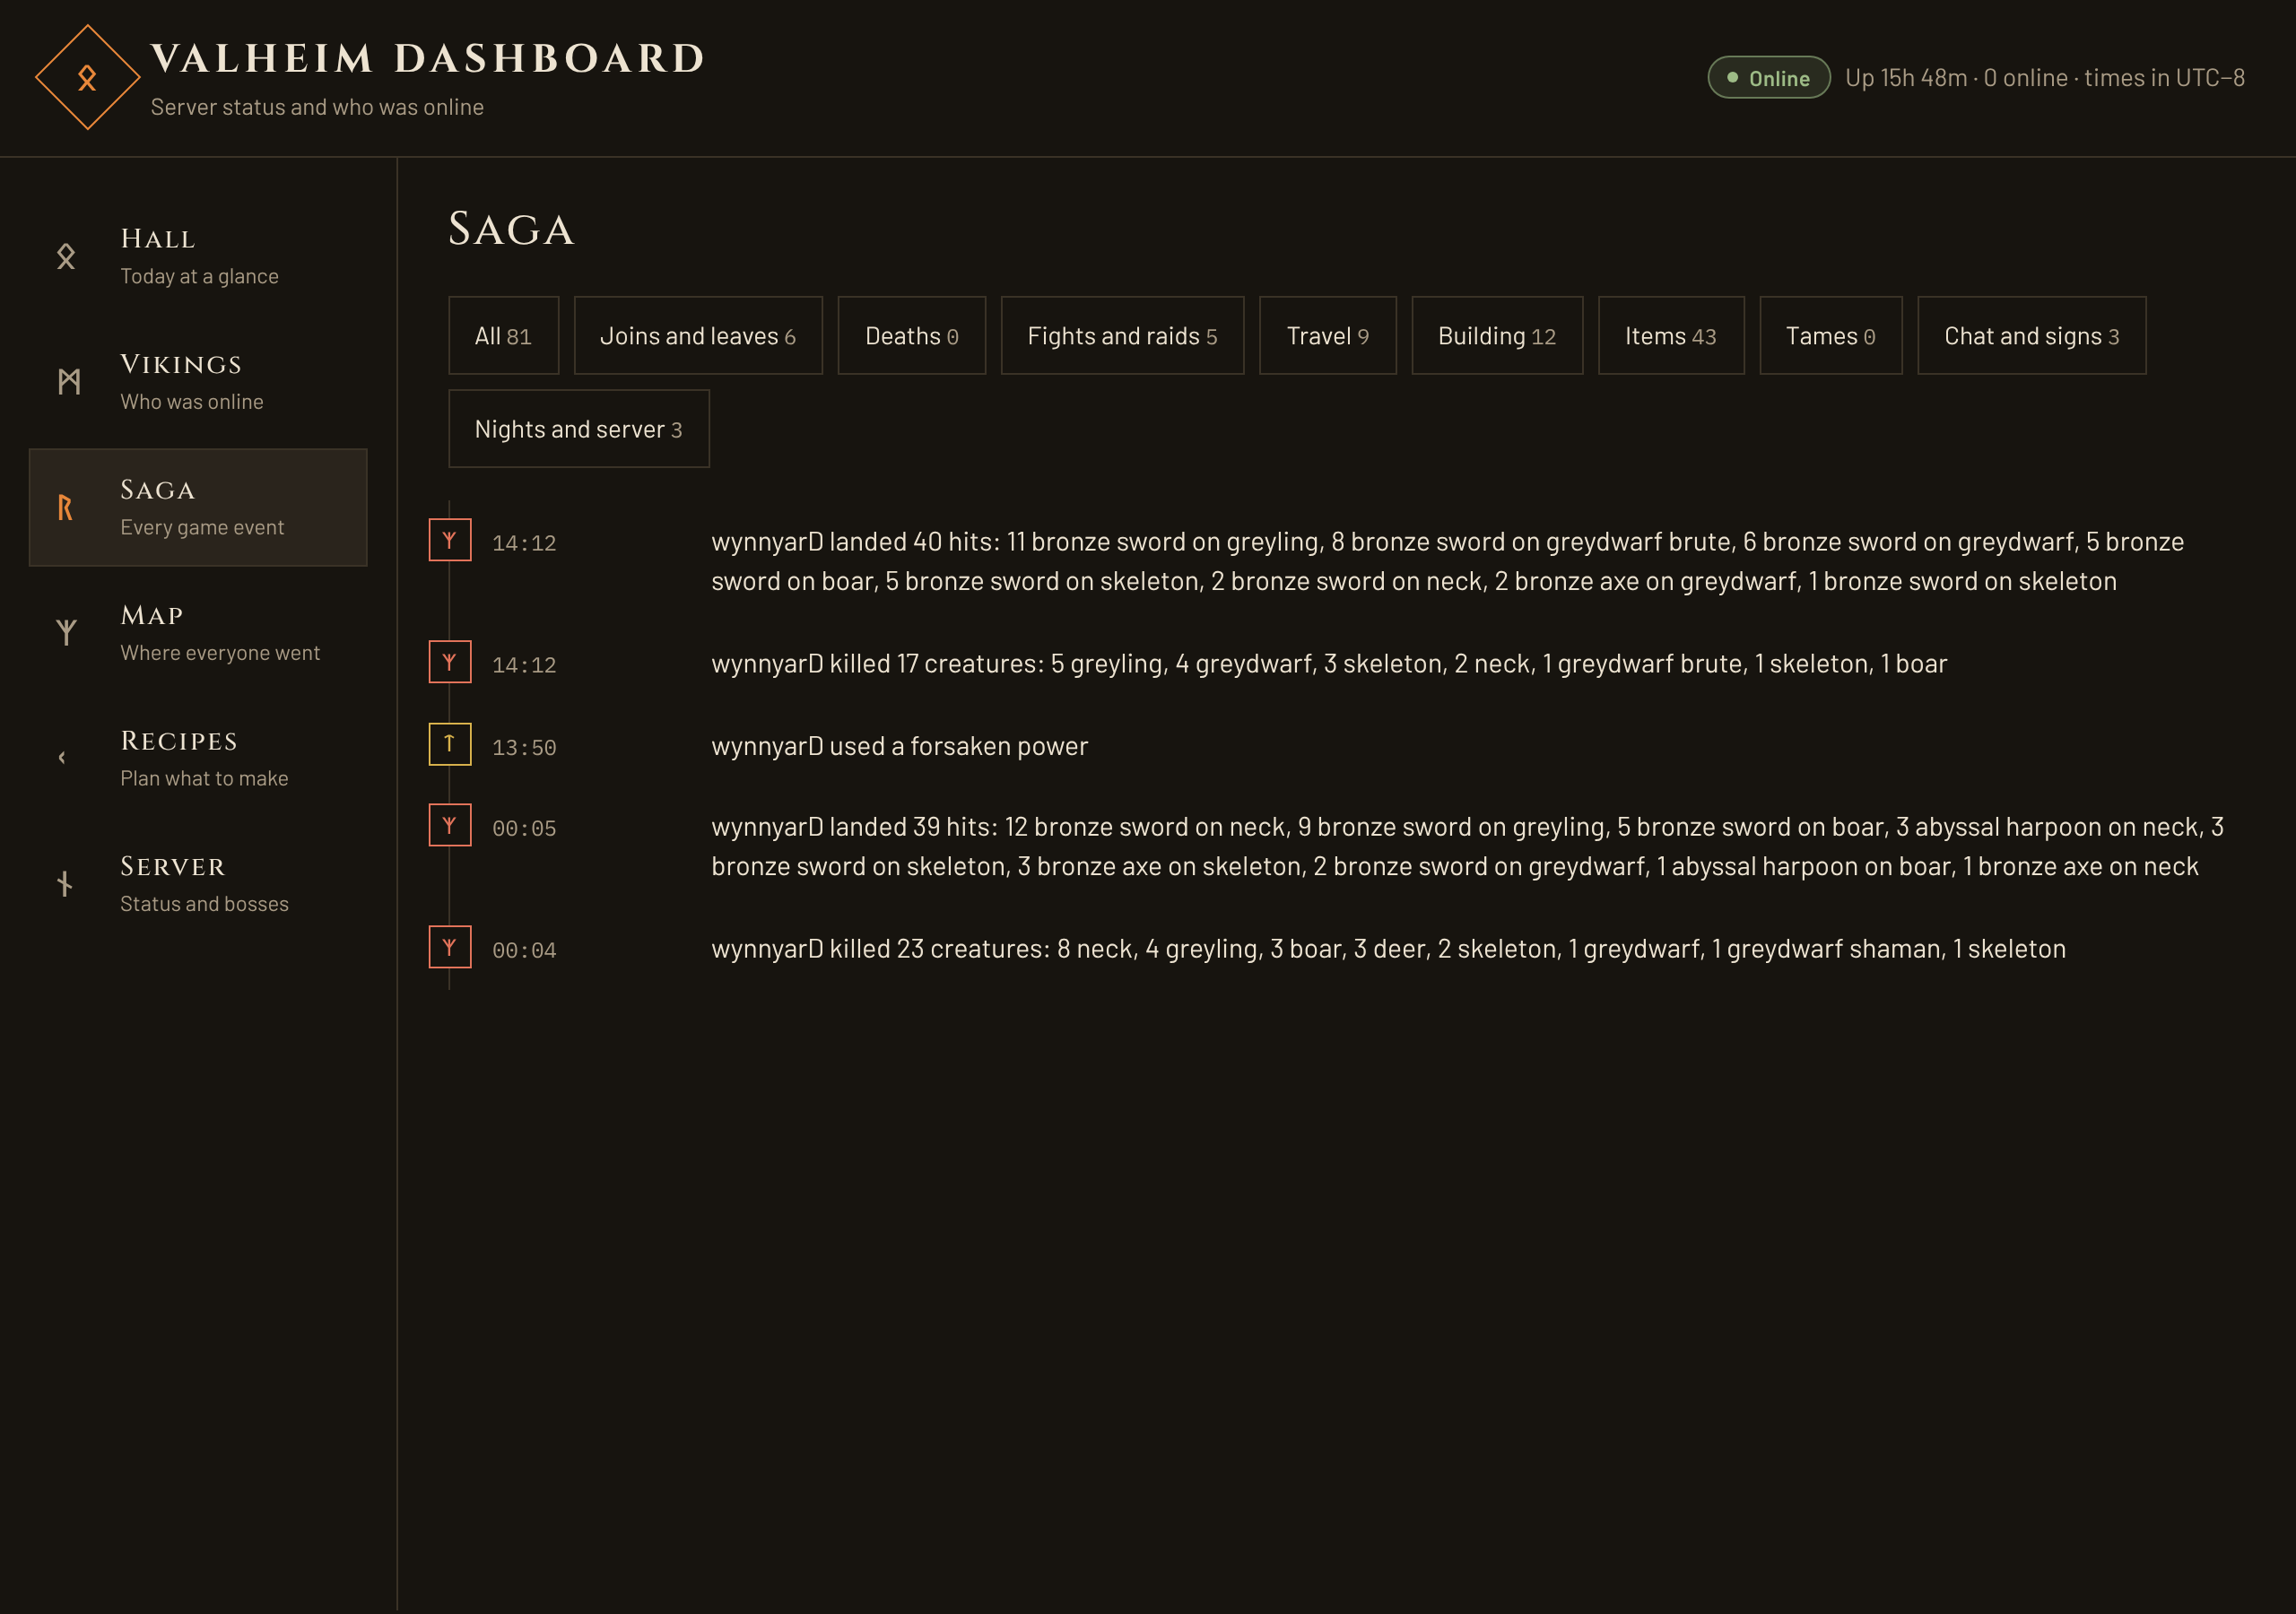 ᛟ
VALHEIM DASHBOARD
Server status and who was online
Online
Up 15h 48m · 0 online · times in UTC−8
ᛟ
HALL
Today at a glance
ᛗ
VIKINGS
Who was online
ᚱ
SAGA
Every game event
ᛉ
MAP
Where everyone went
ᚲ
RECIPES
Plan what to make
ᚾ
SERVER
Status and bosses
SAGA
All 81
Joins and leaves 6
Deaths 0
Fights and raids 5
Travel 9
Building 12
Items 43
Tames 0
Chat and signs 3
Nights and server 3
ᛉ 14:12 wynnyarD landed 40 hits: 11 bronze sword on greyling, 8 bronze sword on greydwarf brute, 6 bronze sword on greydwarf, 5 bronze
sword on boar, 5 bronze sword on skeleton, 2 bronze sword on neck, 2 bronze axe on greydwarf, 1 bronze sword on skeleton
ᛉ 14:12 wynnyarD killed 17 creatures: 5 greyling, 4 greydwarf, 3 skeleton, 2 neck, 1 greydwarf brute, 1 skeleton, 1 boar
ᛏ 13:50 wynnyarD used a forsaken power
ᛉ 00:05 wynnyarD landed 39 hits: 12 bronze sword on neck, 9 bronze sword on greyling, 5 bronze sword on boar, 3 abyssal harpoon on neck, 3
bronze sword on skeleton, 3 bronze axe on skeleton, 2 bronze sword on greydwarf, 1 abyssal harpoon on boar, 1 bronze axe on neck
ᛉ 00:04 wynnyarD killed 23 creatures: 8 neck, 4 greyling, 3 boar, 3 deer, 2 skeleton, 1 greydwarf, 1 greydwarf shaman, 1 skeleton